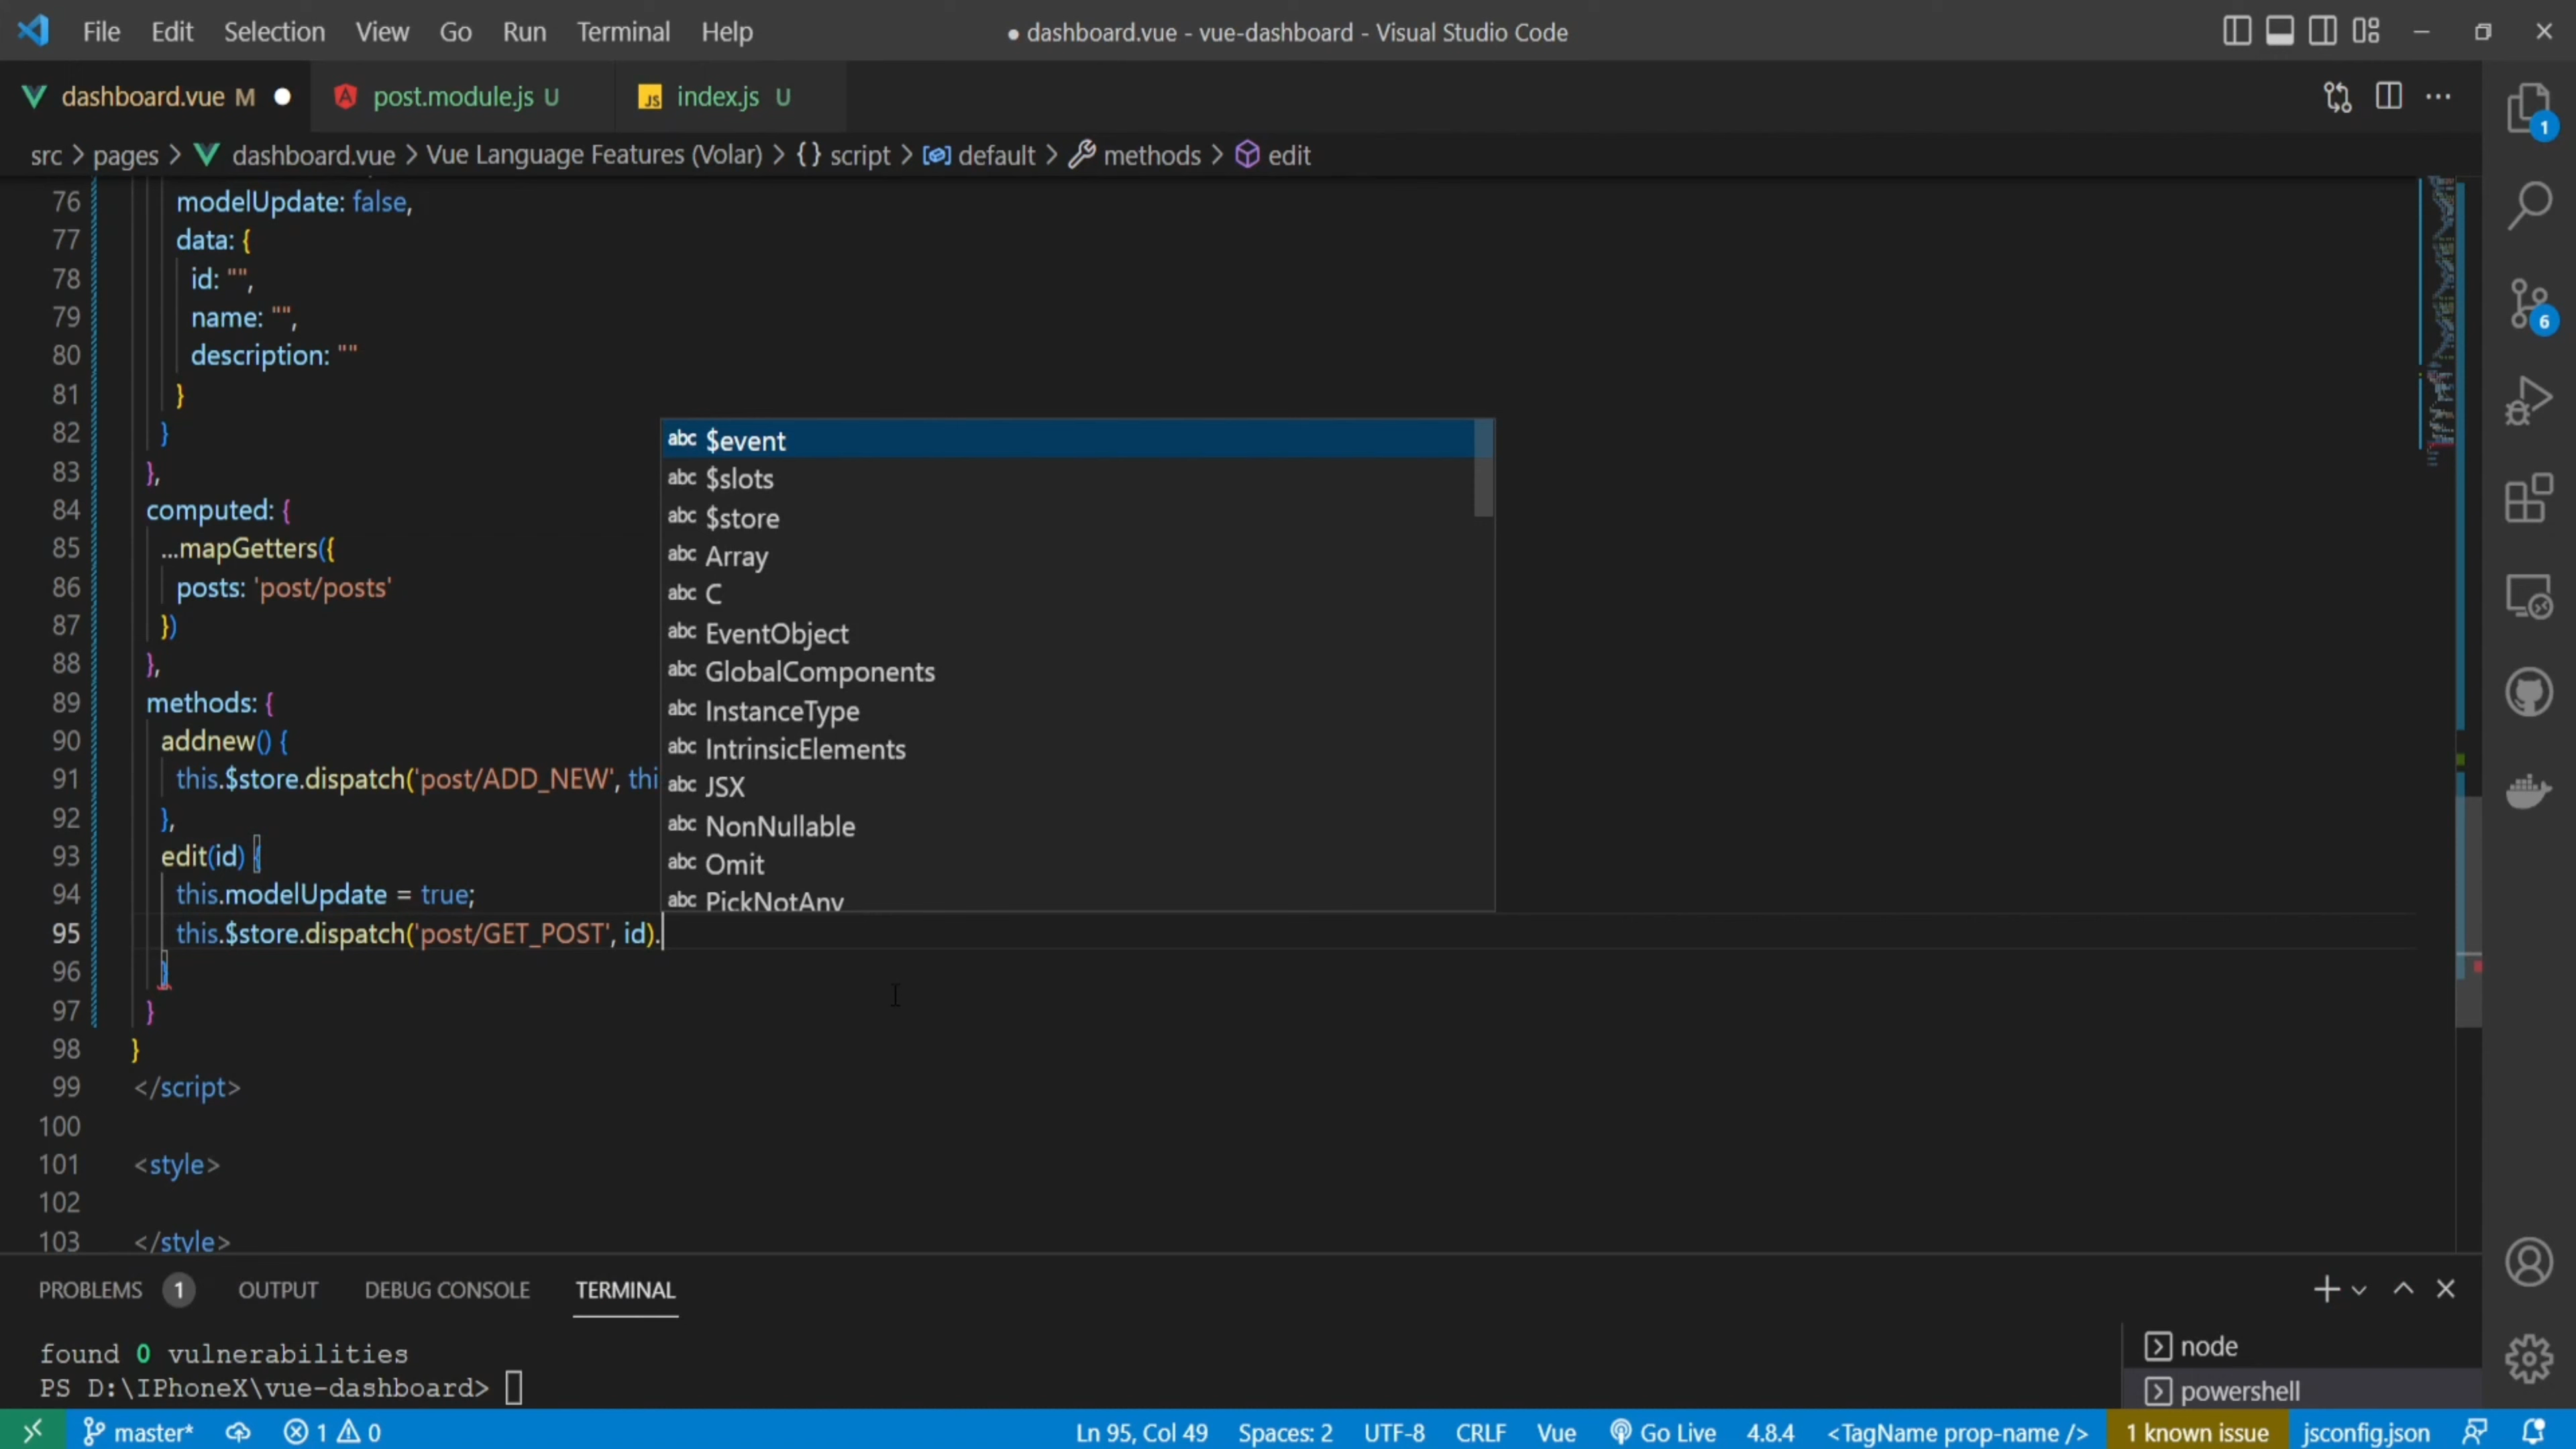 File Edit Selection View Go Run Terminal Help
● dashboard.vue - vue-dashboard - Visual Studio Code
dashboard.vue M
post.module.js U
JS index.js U
src > pages > dashboard.vue > Vue Language Features (Volar) > {} script > default > methods > edit
76 modelUpdate: false,
77 data: {
78 id: "",
79 name: "",
80 description: ""
81 }
82 }
83 },
84 computed: {
85 ...mapGetters({
86 posts: 'post/posts'
87 })
88 },
89 methods: {
90 addnew() {
91 this.$store.dispatch('post/ADD_NEW', thi
92 },
93 edit(id) {
94 this.modelUpdate = true;
95 this.$store.dispatch('post/GET_POST', id).
96 }
97 }
98 }
99 </script>
100
101 <style>
102
103 </style>
abc $event
abc $slots
abc $store
abc Array
abc C
abc EventObject
abc GlobalComponents
abc InstanceType
abc IntrinsicElements
abc JSX
abc NonNullable
abc Omit
abc PickNotAny
1
6
PROBLEMS 1 OUTPUT DEBUG CONSOLE TERMINAL
found 0 vulnerabilities
PS D:\IPhoneX\vue-dashboard>
node
powershell
master* 1 0 Ln 95, Col 49 Spaces: 2 UTF-8 CRLF Vue Go Live 4.8.4 <TagName prop-name /> 1 known issue jsconfig.json